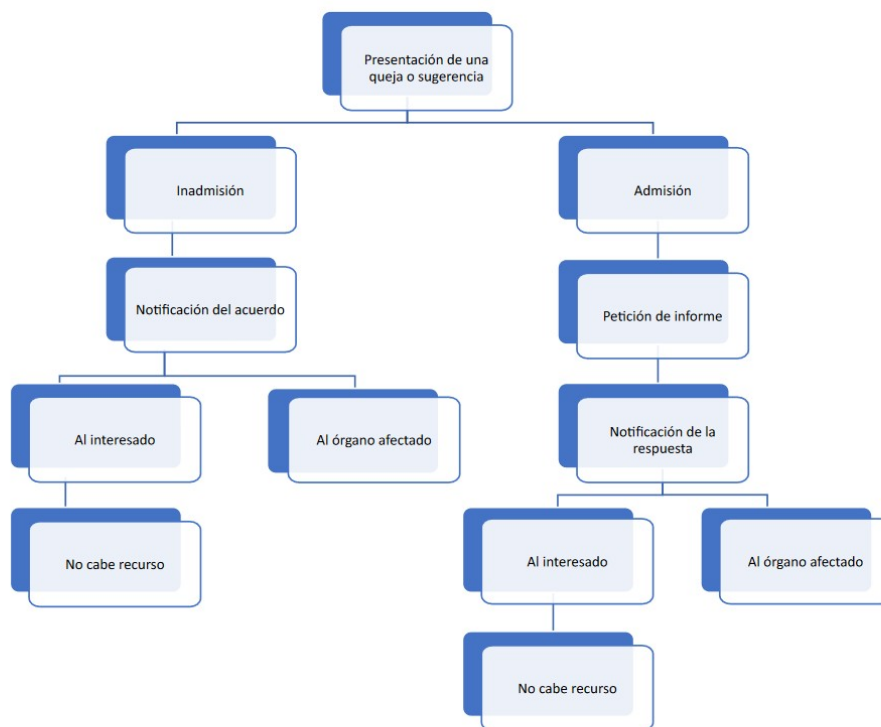 Presentación de una
queja o sugerencia
Inadmisión
Admisión
Notificación del acuerdo
Petición de informe
Al interesado
Al órgano afectado
Notificación de la
respuesta
No cabe recurso
Al interesado
Al órgano afectado
No cabe recurso